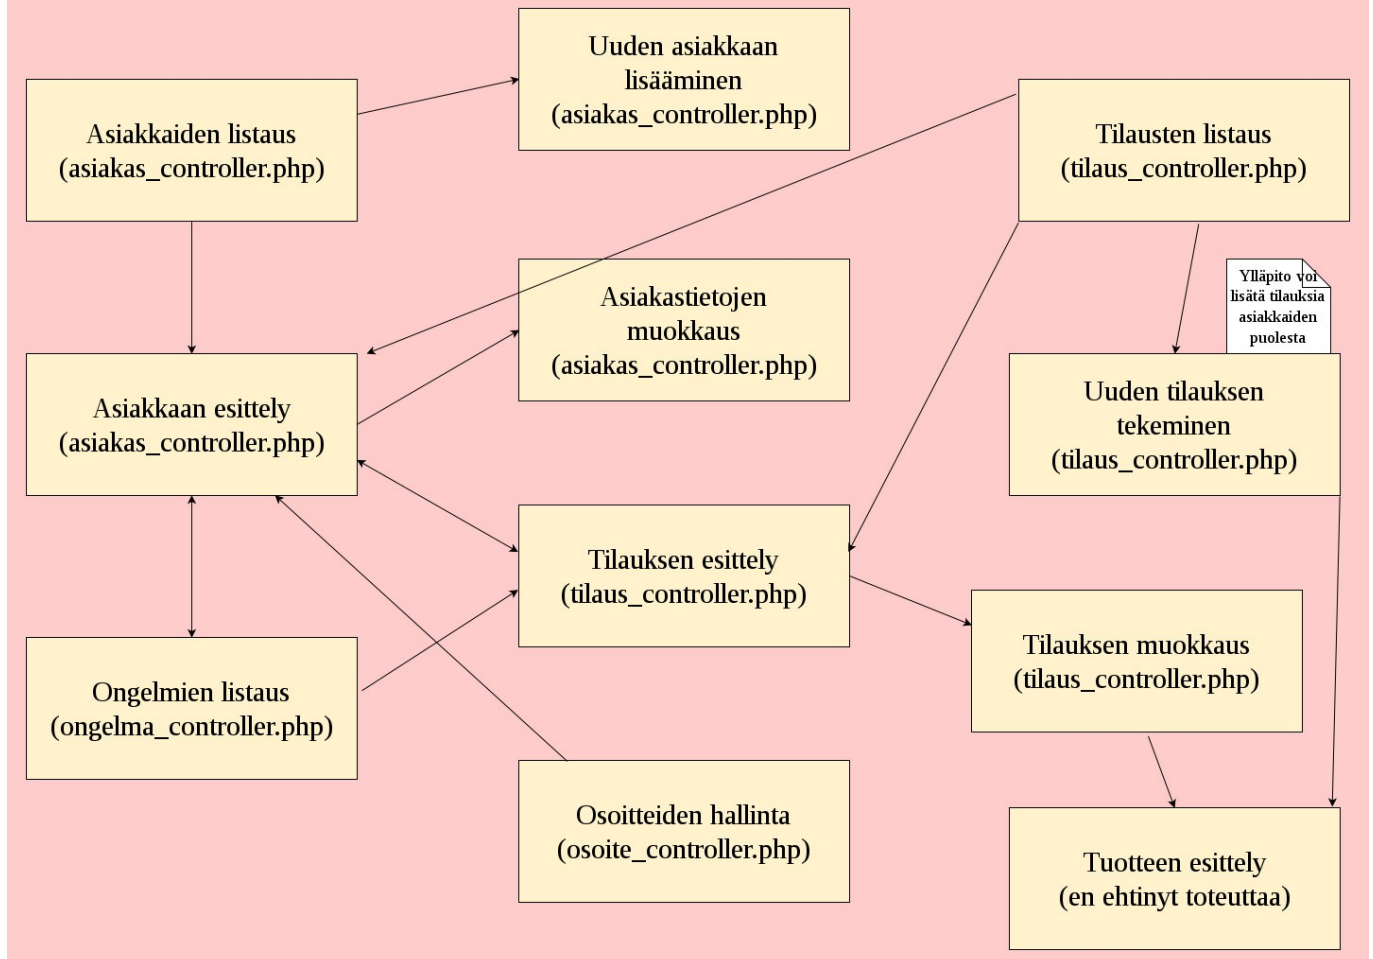 Uuden asiakkaan
lisääminen
(asiakas_controller.php)
Asiakkaiden listaus
(asiakas_controller.php)
Tilausten listaus
(tilaus_controller.php)
Asiakastietojen
muokkaus
(asiakas_controller.php)
Ylläpito voi
lisätä tilauksia
asiakkaiden
puolesta
Asiakkaan esittely
(asiakas_controller.php)
Uuden tilauksen
tekeminen
(tilaus_controller.php)
Tilauksen esittely
(tilaus_controller.php)
Tilauksen muokkaus
(tilaus_controller.php)
Ongelmien listaus
(ongelma_controller.php)
Osoitteiden hallinta
(osoite_controller.php)
Tuotteen esittely
(en ehtinyt toteuttaa)